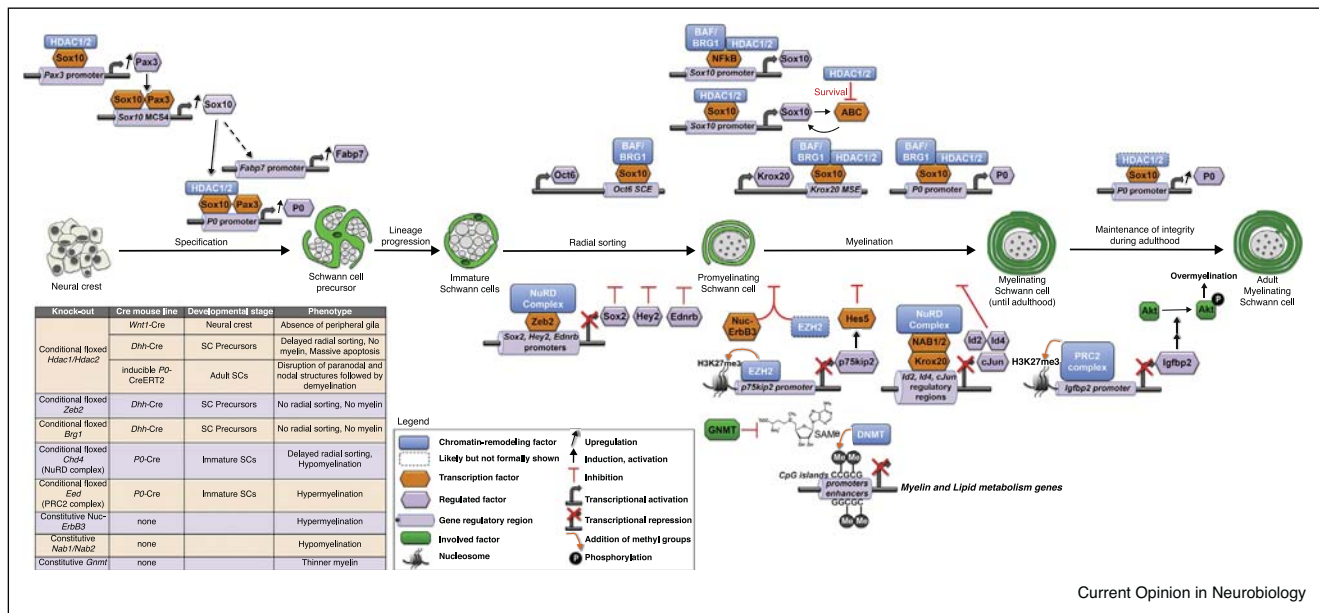 HDAC1/2
Sox10
Pax3 promoter
Pax3
Sox10 Pax3
Sox10 MCS4
Sox10
Fabp7 promoter
Fabp7
HDAC1/2
Sox10 Pax3
P0 promoter
P0
BAF/
BRG1
HDAC1/2
NFkB
Sox10 promoter
Sox10
HDAC1/2
Sox10
Sox10 promoter
Sox10
HDAC1/2
Survival
ABC
Oct6
BAF/
BRG1
Sox10
Oct6 SCE
Krox20
BAF/
BRG1
HDAC1/2
Sox10
Krox20 MSE
BAF/
BRG1
HDAC1/2
Sox10
P0 promoter
P0
HDAC1/2
Sox10
P0 promoter
P0
Neural crest
Specification
Schwann cell
precursor
Lineage
progression
Immature
Schwann cells
Radial sorting
Promyelinating
Schwann cell
Myelination
Myelinating
Schwann cell
(until adulthood)
Maintenance of integrity
during adulthood
Adult
Myelinating
Schwann cell
NuRD
Complex
Zeb2
Sox2, Hey2, Ednrb
promoters
Sox2
Hey2
Ednrb
Nuc-
ErbB3
EZH2
H3K27me3
EZH2
p75kip2 promoter
Hes5
p75kip2
NuRD
Complex
NAB1/2
Krox20
Id2, Id4, cJun
regulatory
regions
Id2
Id4
cJun
H3K27me3
PRC2
complex
Igfbp2 promoter
Igfbp2
Akt
Akt
P
Overmyelination
GNMT
SAMe
DNMT
Me Me
CpG islands
CCGCG
promoters
enhancers
GGCGC
Me Me
Myelin and Lipid metabolism genes
Knock-out Cre mouse line Developmental stage Phenotype
Conditional floxed
Hdac1/Hdac2
Wnt1-Cre Neural crest Absence of peripheral gila
Dhh-Cre SC Precursors Delayed radial sorting, No
myelin, Massive apoptosis
inducible P0-
CreERT2
Adult SCs
Disruption of paranodal and
nodal structures followed by
demyelination
Conditional floxed
Zeb2
Dhh-Cre SC Precursors No radial sorting, No myelin
Conditional floxed
Brg1
Dhh-Cre SC Precursors No radial sorting, No myelin
Conditional floxed
Chd4
(NuRD complex)
P0-Cre Immature SCs Delayed radial sorting,
Hypomyelination
Conditional floxed
Eed
(PRC2 complex)
P0-Cre Immature SCs Hypermyelination
Constitutive Nuc-
ErbB3
none Hypermyelination
Constitutive
Nab1/Nab2
none Hypomyelination
Constitutive Gnmt none Thinner myelin
Legend
Chromatin-remodeling factor
Likely but not formally shown
Transcription factor
Regulated factor
Gene regulatory region
Involved factor
Nucleosome
Upregulation
Induction, activation
Inhibition
Transcriptional activation
Transcriptional repression
Addition of methyl groups
P
Phosphorylation
Current Opinion in Neurobiology